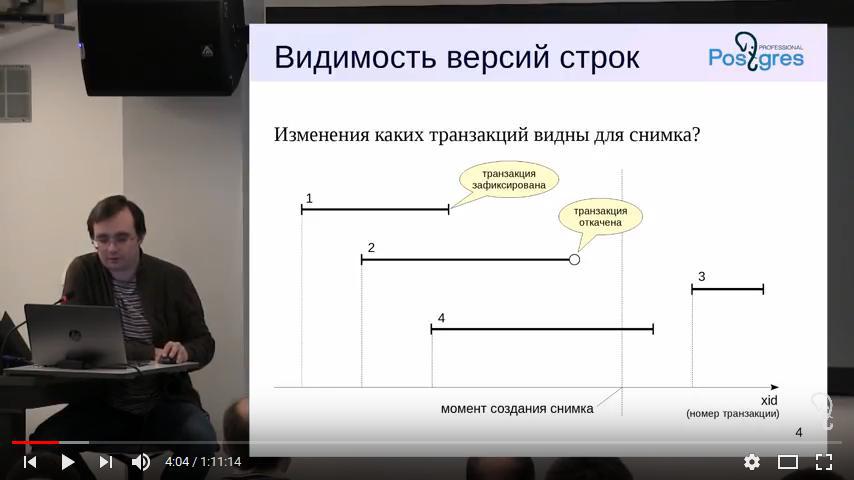 Видимость версий строк
PROFESSIONAL
Postgres
Изменения каких транзакций видны для снимка?
транзакция
зафиксирована
1
транзакция
откачена
2
3
4
момент создания снимка
xid
(номер транзакции)
4
4:04 / 1:11:14
hp